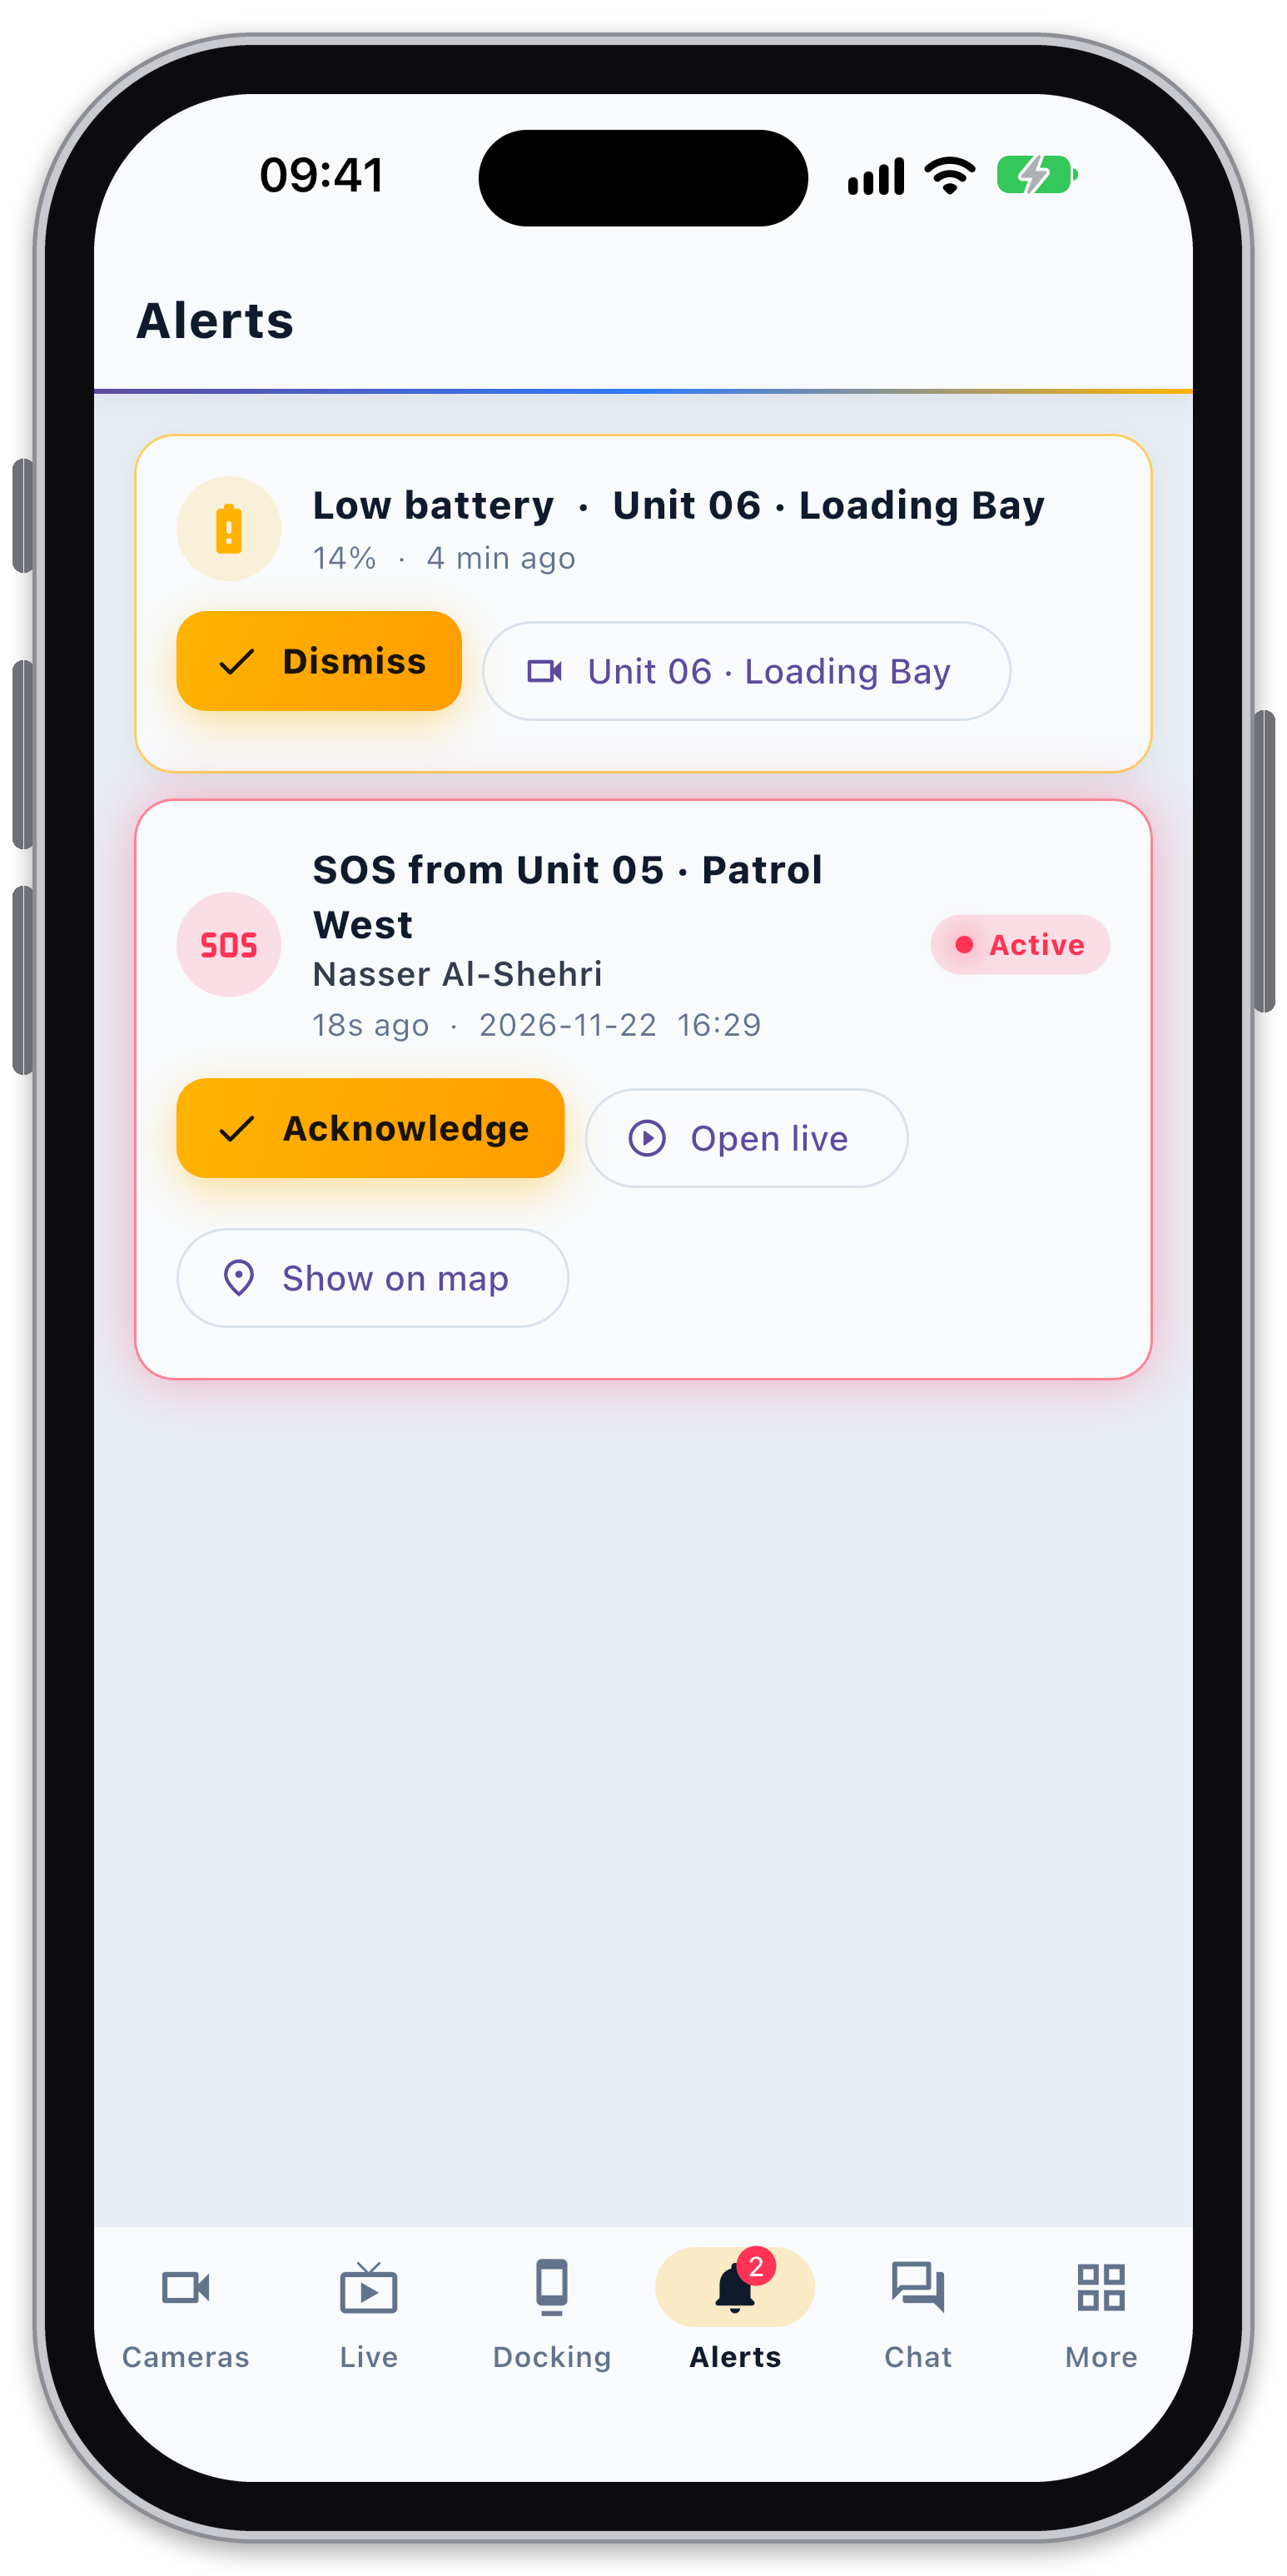 09:41
Alerts
Low battery · Unit 06 · Loading Bay
14% · 4 min ago
Dismiss
Unit 06 · Loading Bay
SOS from Unit 05 · Patrol
West
SOS
Active
Nasser Al-Shehri
18s ago · 2026-11-22 16:29
Acknowledge
Open live
Show on map
2
Cameras
Live
Docking
Alerts
Chat
More